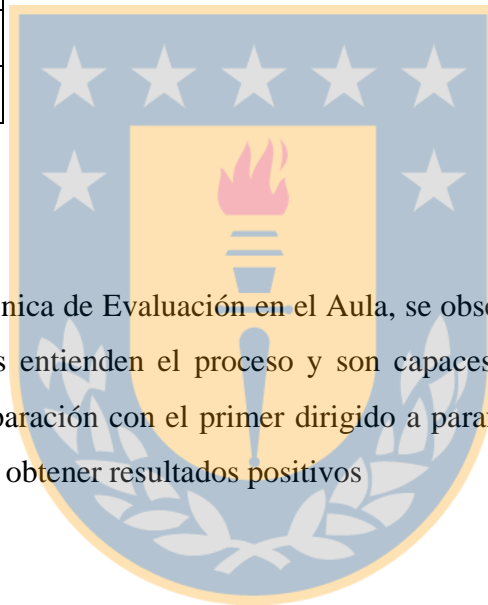 nica de Evaluación en el Aula, se obse
s entienden el proceso y son capaces
paración con el primer dirigido a para
obtener resultados positivos